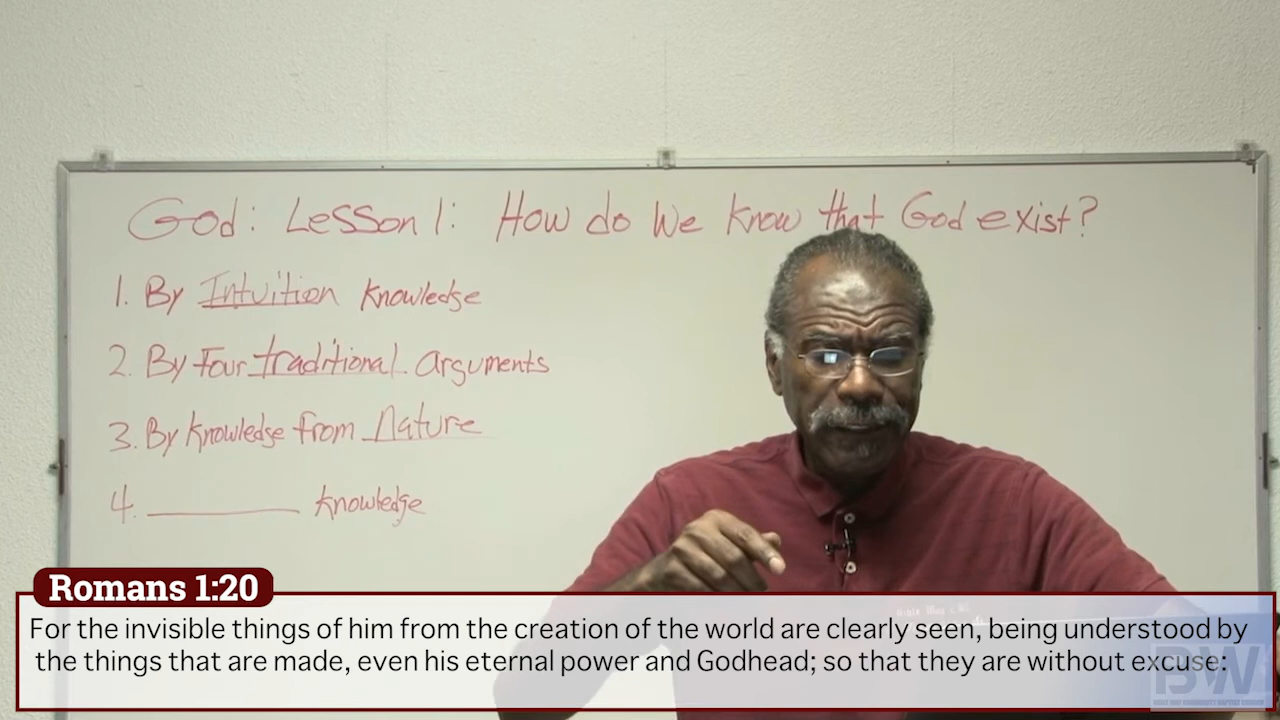 God: Lesson 1: How do We Know that God exist?
1. By Intuition Knowledge
2. By Four traditional Arguments
3. By Knowledge from Nature
4. __________ Knowledge
Romans 1:20
For the invisible things of him from the creation of the world are clearly seen, being understood by
the things that are made, even his eternal power and Godhead; so that they are without excuse:
BW